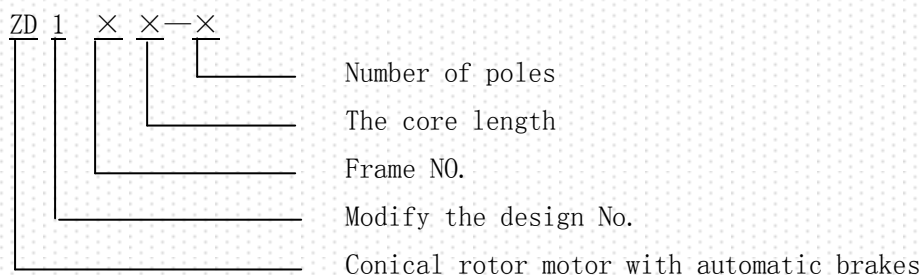 ZD 1 × ×—×
Number of poles
The core length
Frame NO.
Modify the design No.
Conical rotor motor with automatic brakes